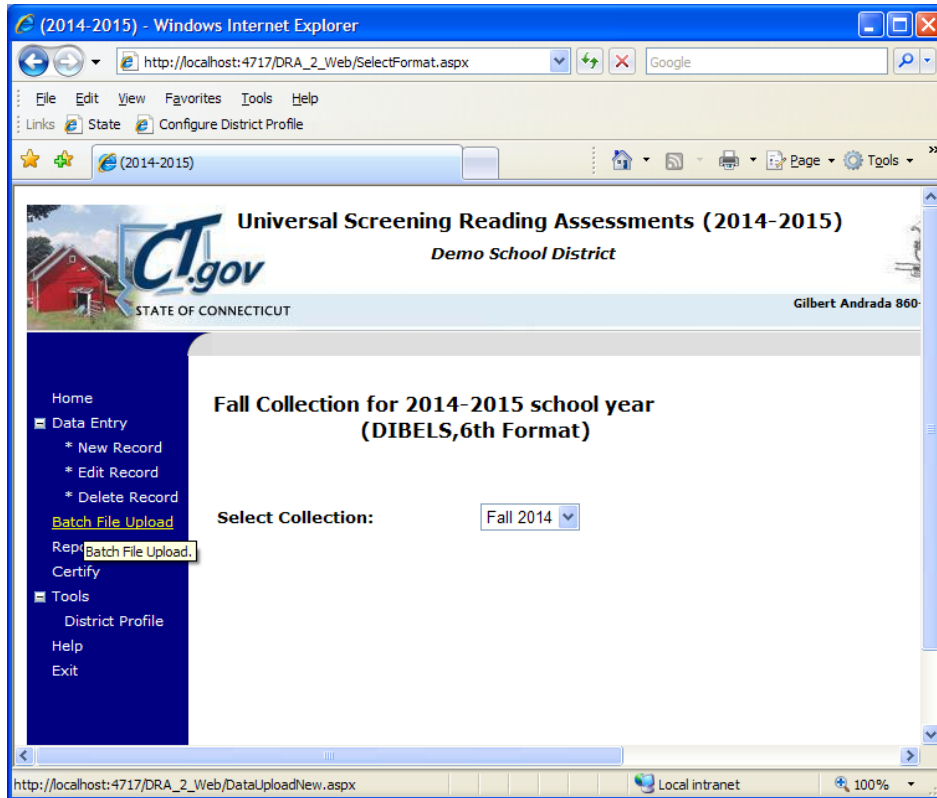 (2014-2015) - Windows Internet Explorer
http://localhost:4717/DRA_2_Web/SelectFormat.aspx
Google
File Edit View Favorites Tools Help
Links State Configure District Profile
(2014-2015)
Page Tools »
CT.gov
STATE OF CONNECTICUT
Universal Screening Reading Assessments (2014-2015)
Demo School District
Gilbert Andrada 860-
Home
Data Entry
* New Record
* Edit Record
* Delete Record
Batch File Upload
Batch File Upload.
Certify
Tools
District Profile
Help
Exit
Fall Collection for 2014-2015 school year
(DIBELS,6th Format)
Select Collection: Fall 2014
http://localhost:4717/DRA_2_Web/DataUploadNew.aspx
Local intranet
100%